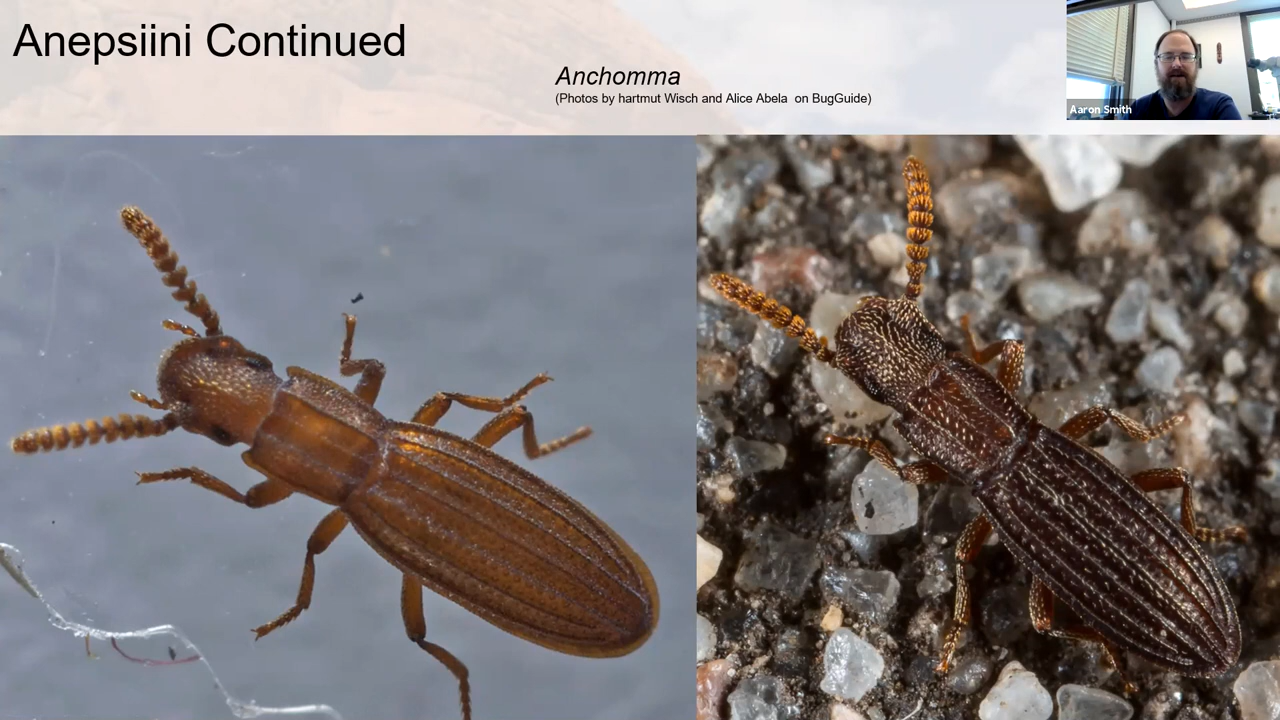 Anepsiini Continued
Anchomma
(Photos by hartmut Wisch and Alice Abela on BugGuide)
Aaron Smith